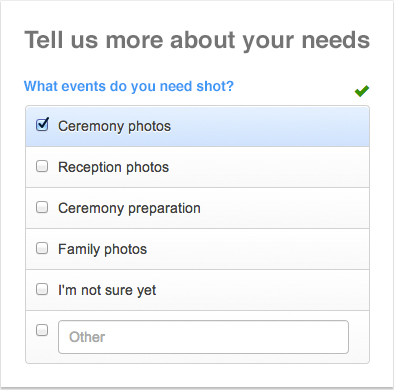 Tell us more about your needs
What events do you need shot?
Ceremony photos
Reception photos
Ceremony preparation
Family photos
I'm not sure yet
Other